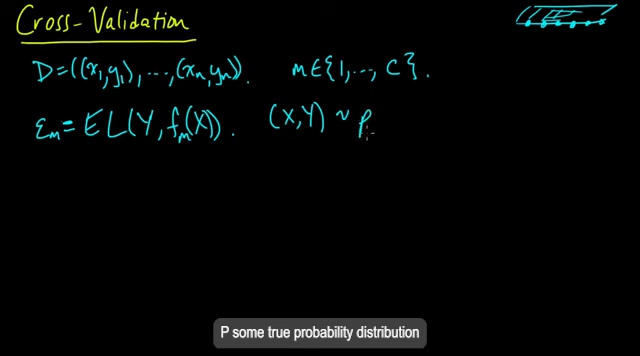 Cross-Validation
D = ((x₁, y₁), ..., (xₙ, yₙ)). m ∈ {1, ..., C}.
εₘ = E L(Y, fₘ(X)). (X, Y) ~ p
P some true probability distribution